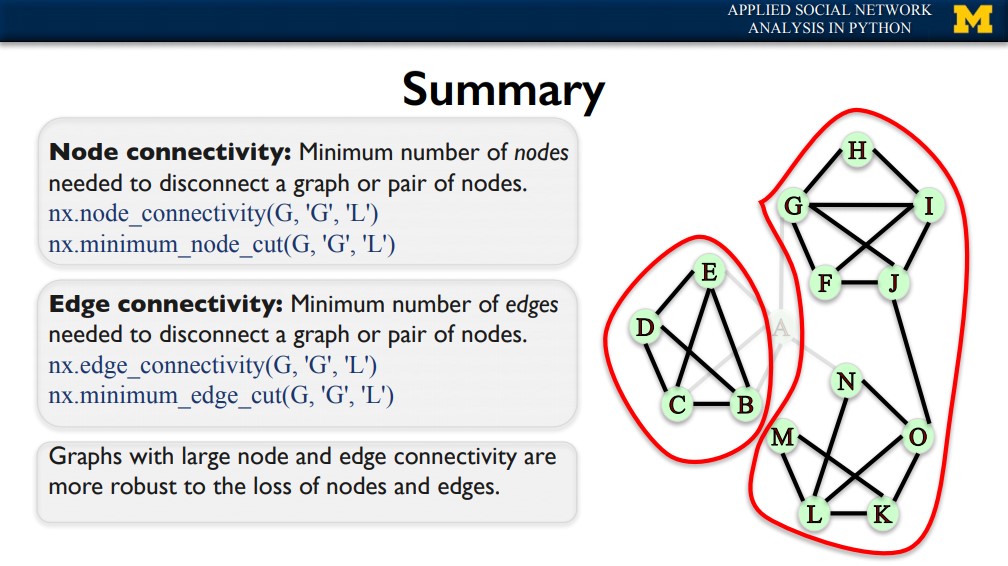 APPLIED SOCIAL NETWORK
ANALYSIS IN PYTHON
M
Summary
Node connectivity: Minimum number of nodes
needed to disconnect a graph or pair of nodes.
nx.node_connectivity(G, 'G', 'L')
nx.minimum_node_cut(G, 'G', 'L')
Edge connectivity: Minimum number of edges
needed to disconnect a graph or pair of nodes.
nx.edge_connectivity(G, 'G', 'L')
nx.minimum_edge_cut(G, 'G', 'L')
Graphs with large node and edge connectivity are
more robust to the loss of nodes and edges.
H
G
I
F
J
E
D
A
C
B
N
M
O
L
K